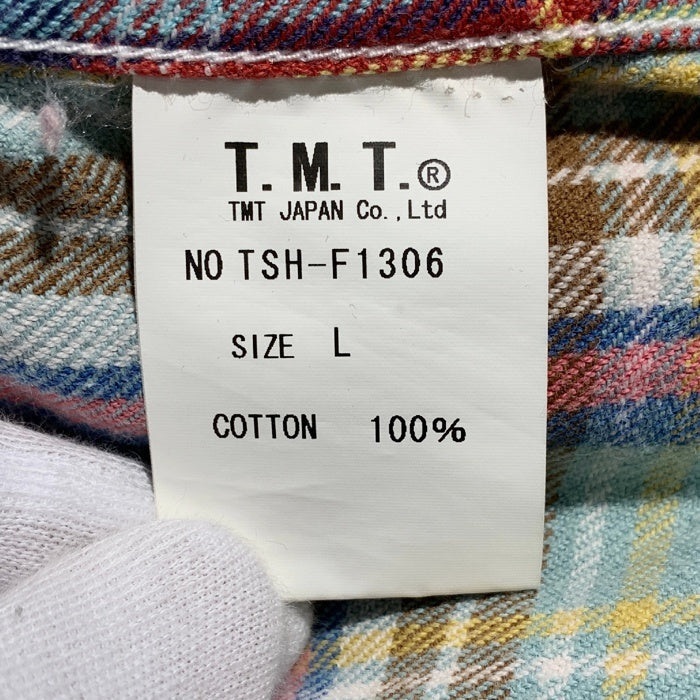 T.M.T.®
TMT JAPAN Co.,Ltd
NO TSH-F1306
SIZE L
COTTON 100%